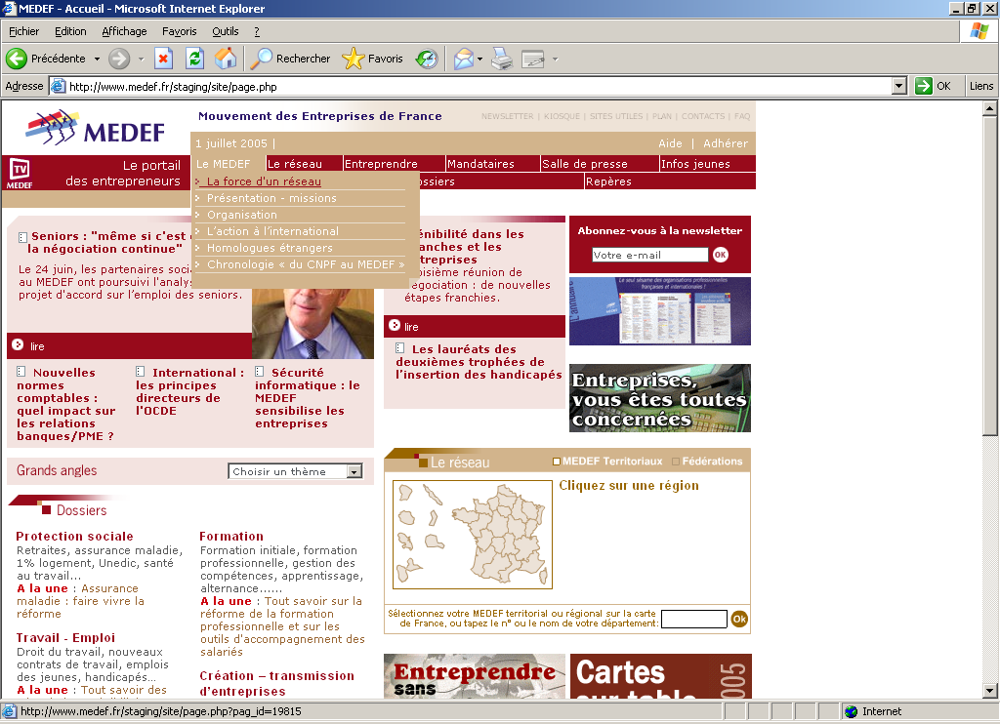 MEDEF - Accueil - Microsoft Internet Explorer
Fichier Edition Affichage Favoris Outils ?
Précédente Rechercher Favoris
Adresse http://www.medef.fr/staging/site/page.php OK Liens
MEDEF
Mouvement des Entreprises de France
NEWSLETTER | KIOSQUE | SITES UTILES | PLAN | CONTACTS | FAQ
1 juillet 2005 |
Aide | Adhérer
TV
MEDEF
Le portail
des entrepreneurs
Le MEDEF Le réseau Entreprendre Mandataires Salle de presse Infos jeunes
ossiers Repères
La force d'un réseau
Présentation - missions
Organisation
L'action à l'international
Homologues étrangers
Chronologie « du CNPF au MEDEF »
Seniors : "même si c'est
la négociation continue"
Le 24 juin, les partenaires soci
au MEDEF ont poursuivi l'analys
projet d'accord sur l'emploi des seniors.
lire
Nouvelles
normes
comptables :
quel impact sur
les relations
banques/PME ?
International :
les principes
directeurs de
l'OCDE
Sécurité
informatique : le
MEDEF
sensibilise les
entreprises
énibilité dans les
anches et les
treprises
oisième réunion de
égociation : de nouvelles
étapes franchies.
lire
Les lauréats des
deuxièmes trophées de
l'insertion des handicapés
Abonnez-vous à la newsletter
Votre e-mail OK
Le seul sésame des organisations professionnelles
françaises et internationales !
Entreprises,
vous êtes toutes
concernées
Grands angles
Choisir un thème
Dossiers
Protection sociale
Retraites, assurance maladie,
1% logement, Unedic, santé
au travail...
A la une : Assurance
maladie : faire vivre la
réforme
Travail - Emploi
Droit du travail, nouveaux
contrats de travail, emplois
des jeunes, handicapés...
A la une : Tout savoir des
Formation
Formation initiale, formation
professionnelle, gestion des
compétences, apprentissage,
alternance......
A la une : Tout savoir sur la
réforme de la formation
professionnelle et sur les
outils d'accompagnement des
salariés
Création – transmission
d'entreprises
Le réseau
MEDEF Territoriaux Fédérations
Cliquez sur une région
Sélectionnez votre MEDEF territorial ou régional sur la carte
de France, ou tapez le n° ou le nom de votre département: Ok
Entreprendre
sans
Cartes
sur table
2005
http://www.medef.fr/staging/site/page.php?pag_id=19815
Internet